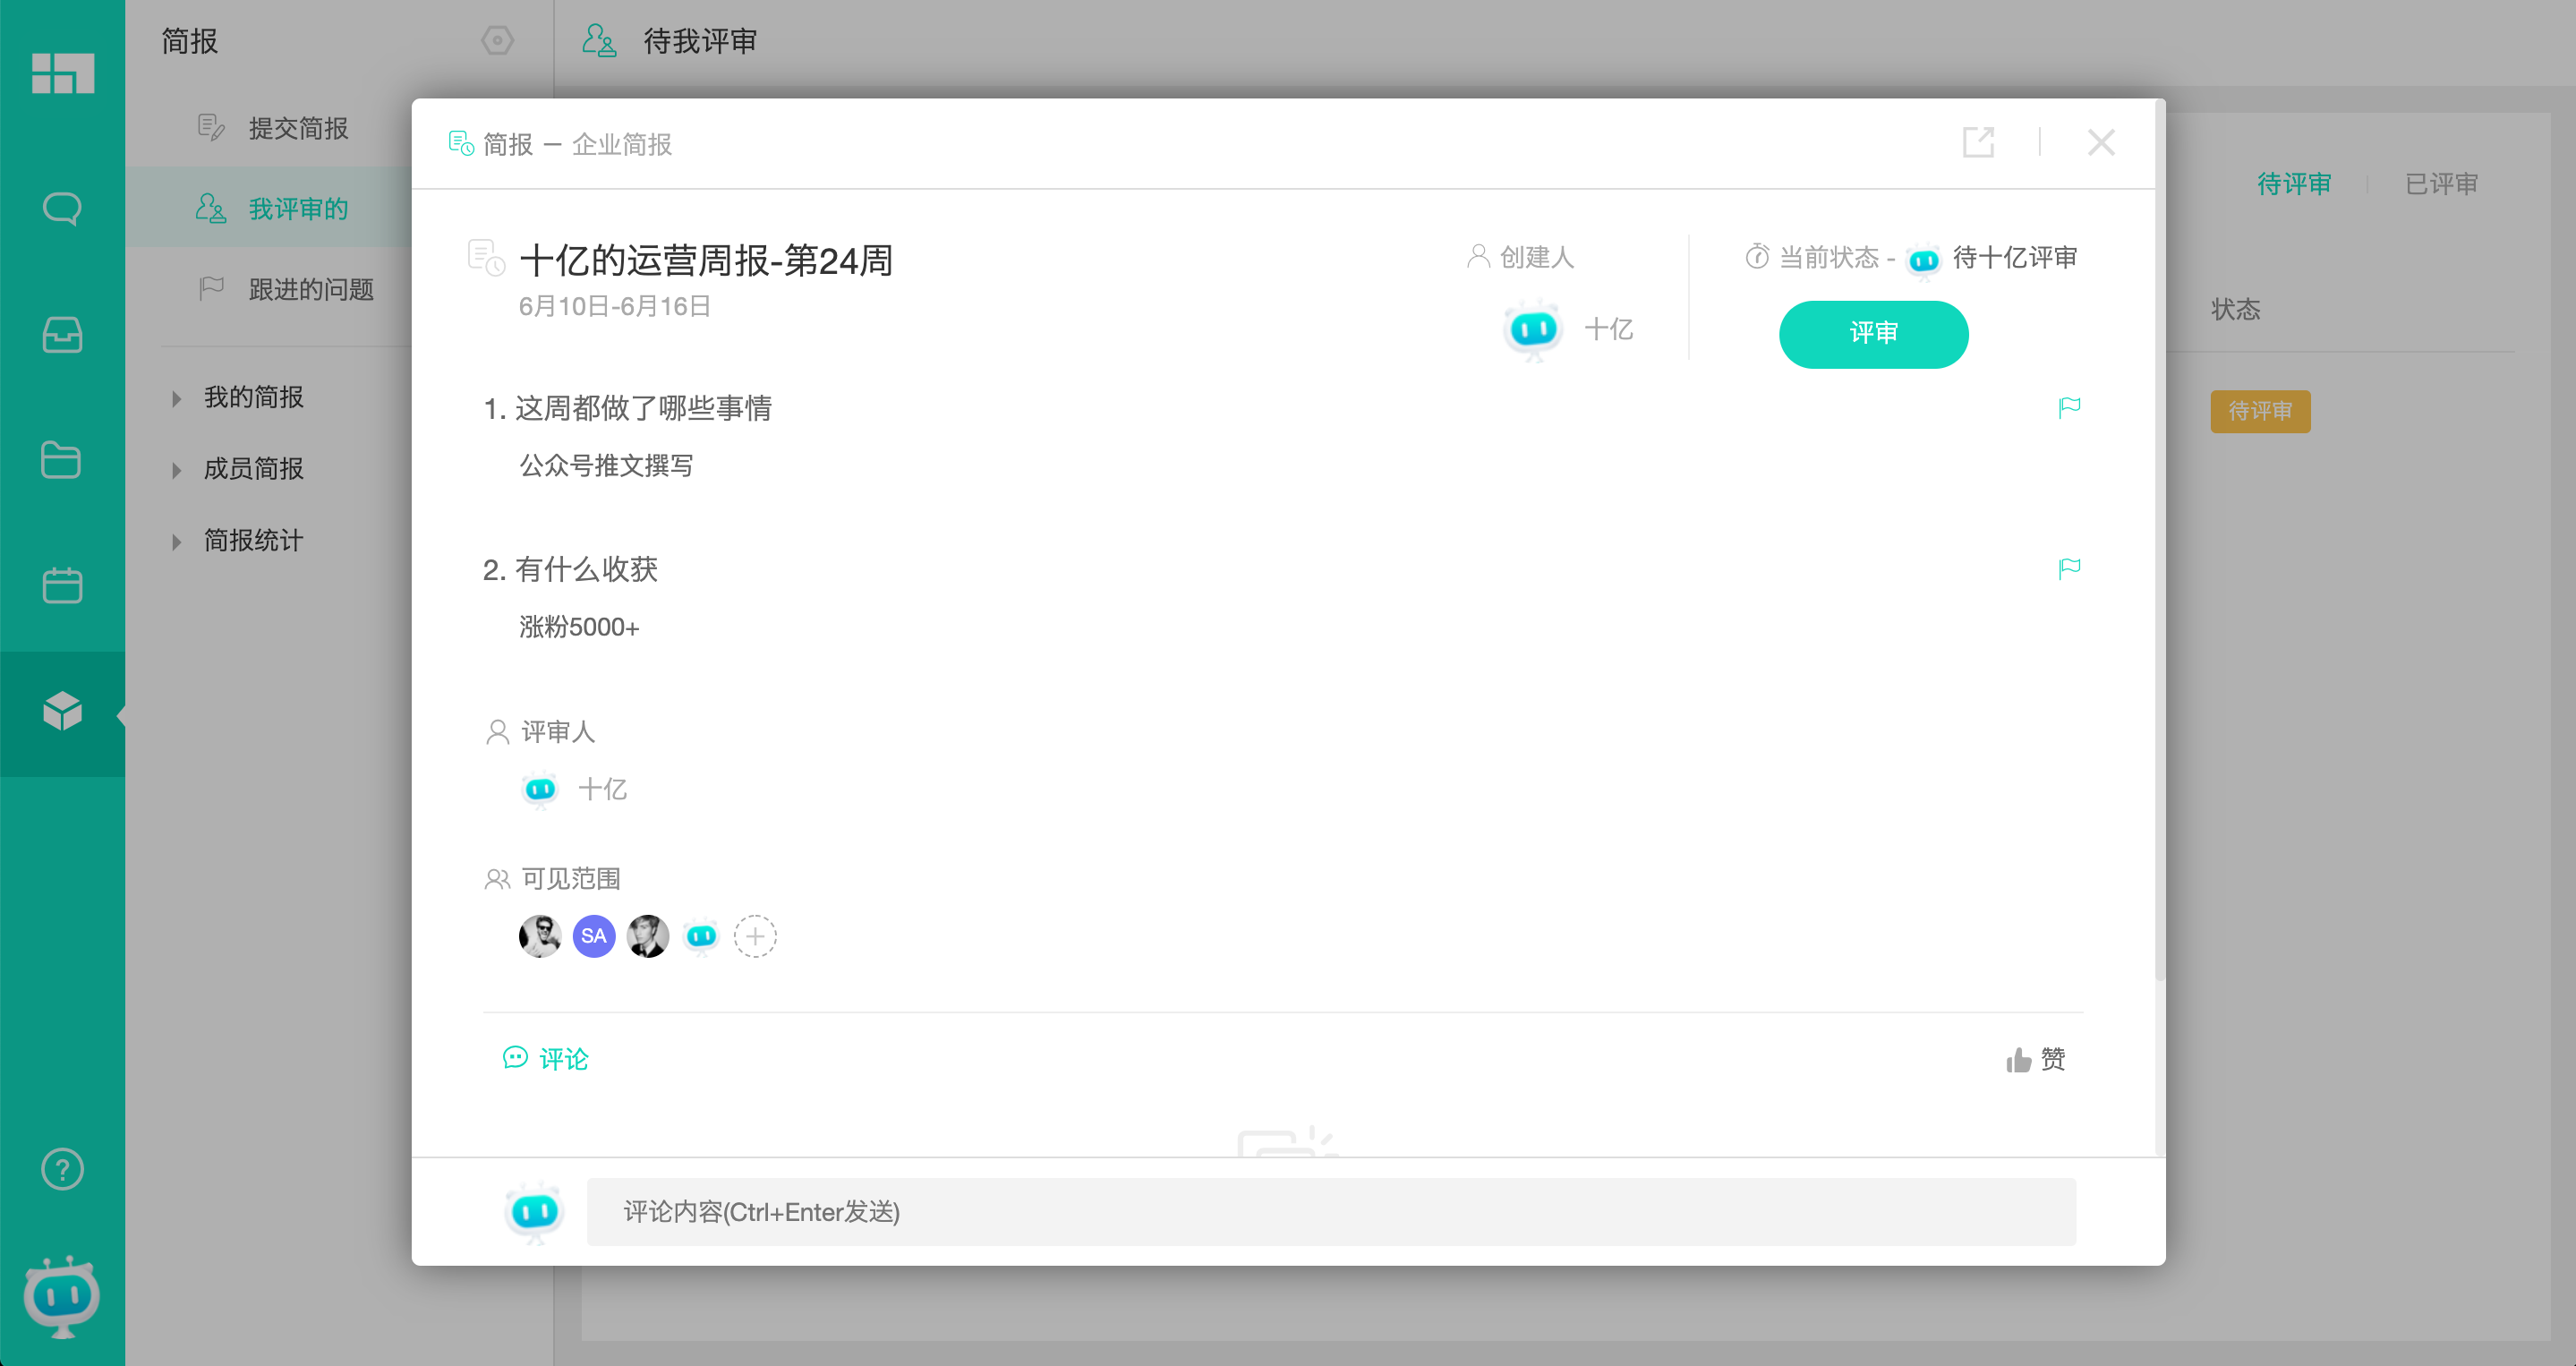 简报
待我评审
提交简报
我评审的
跟进的问题
我的简报
成员简报
简报统计
待评审
已评审
状态
待评审
简报 — 企业简报
十亿的运营周报-第24周
6月10日-6月16日
创建人
十亿
当前状态 - 待十亿评审
评审
1. 这周都做了哪些事情
公众号推文撰写
2. 有什么收获
涨粉5000+
评审人
十亿
可见范围
SA
评论
赞
评论内容(Ctrl+Enter发送)